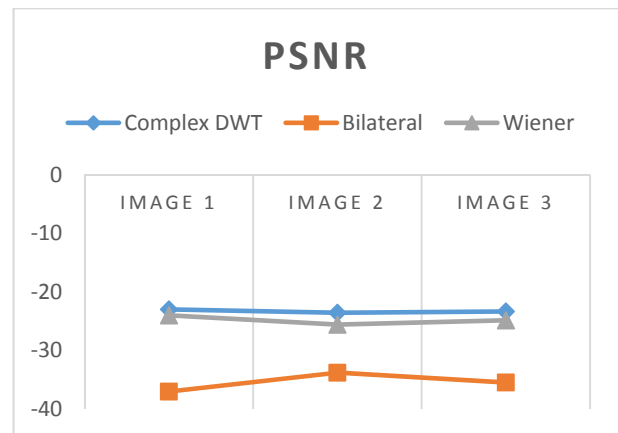 PSNR
Complex DWT Bilateral Wiener
0
IMAGE 1 IMAGE 2 IMAGE 3
-10
-20
-30
-40